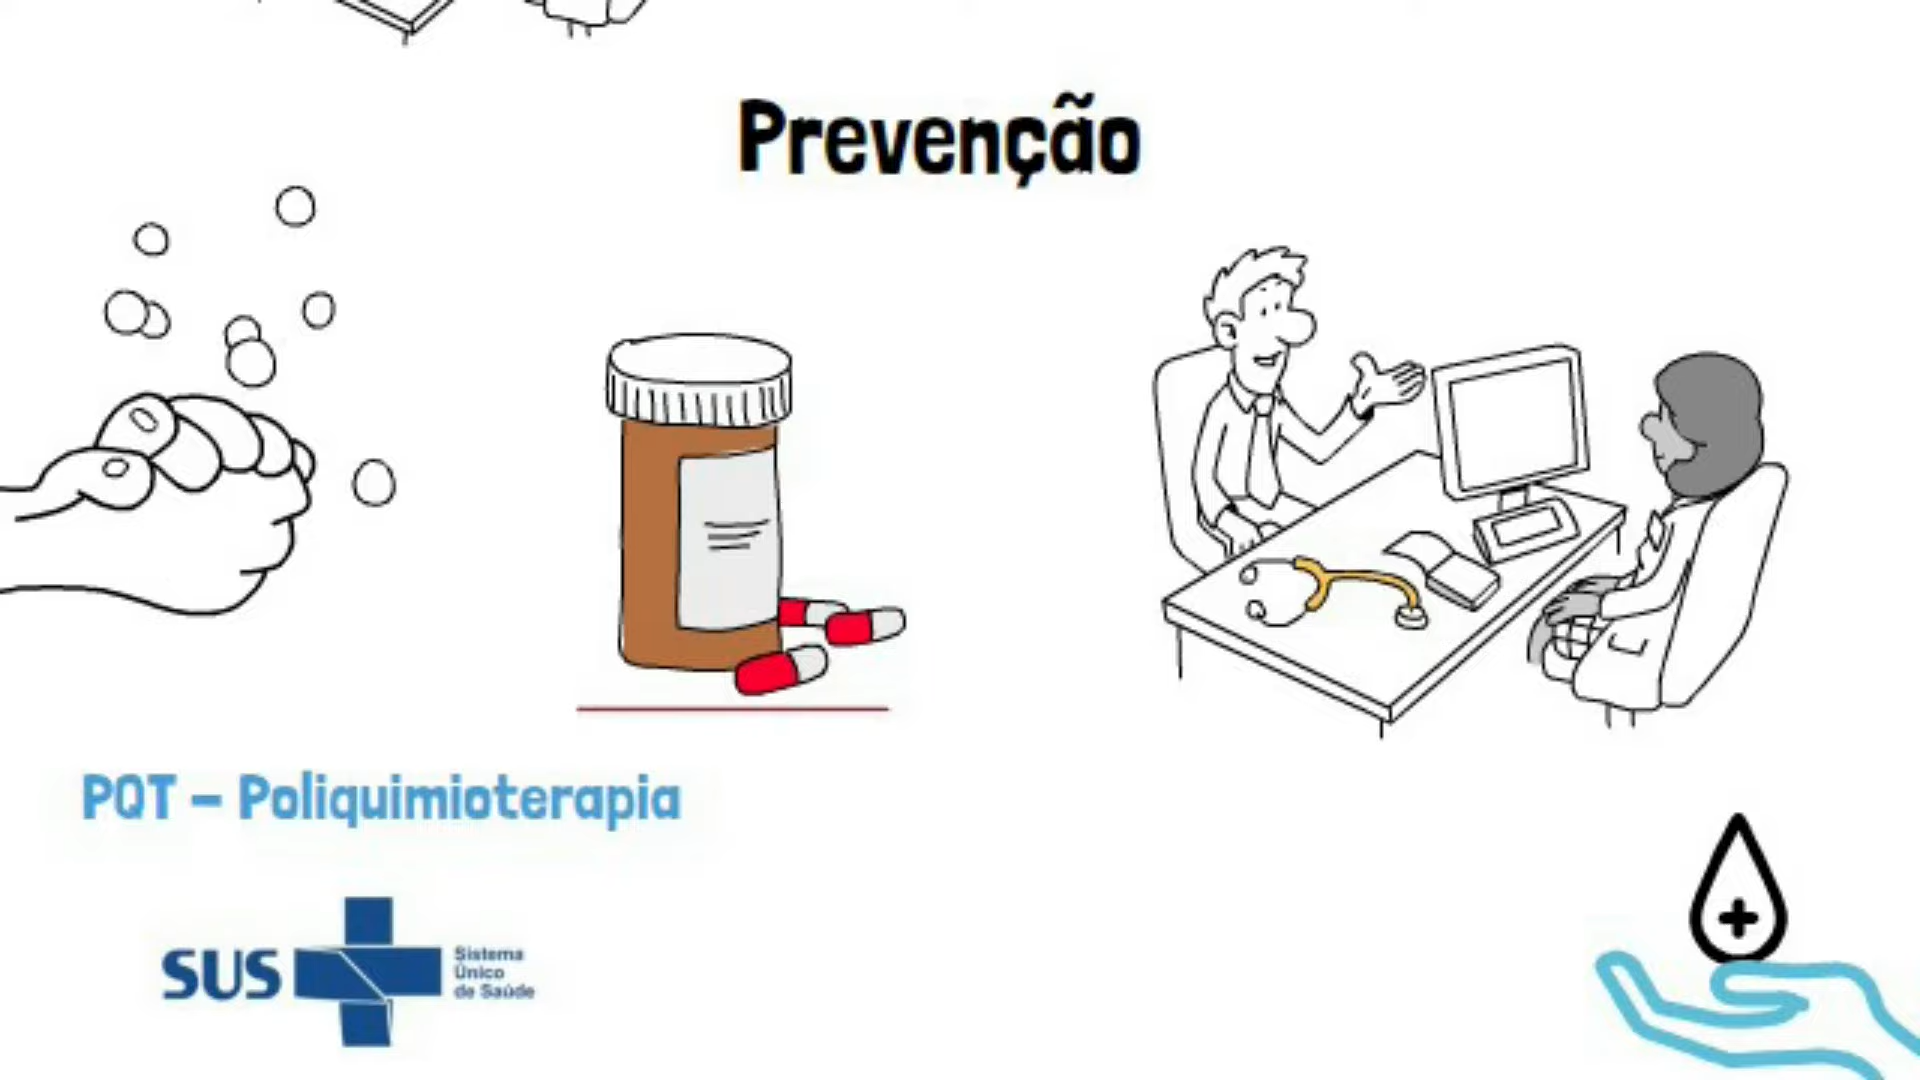 Prevenção
PQT - Poliquimioterapia
SUS
Sistema
Único
de Saúde